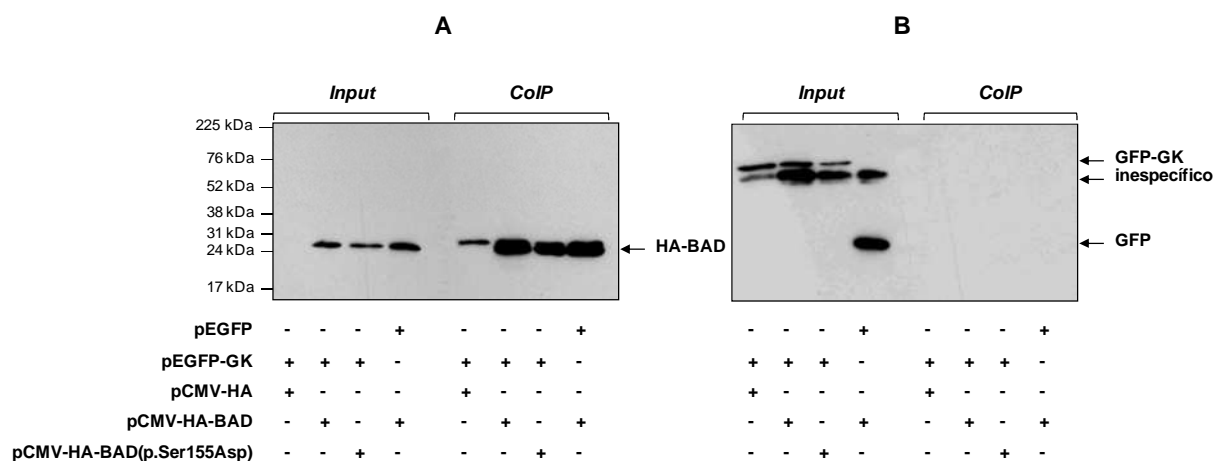 A
B
Input
CoIP
Input
CoIP
225 kDa
76 kDa
52 kDa
38 kDa
31 kDa
24 kDa
17 kDa
HA-BAD
GFP-GK
inespecífico
GFP
pEGFP - - - + - - - + - - - + - - - +
pEGFP-GK + + + - + + + - + + + - + + + -
pCMV-HA + - - - + - - - + - - - + - - -
pCMV-HA-BAD - + - + - + - + - + - + - + - +
pCMV-HA-BAD(p.Ser155Asp) - - + - - - + - - - + - - - + -